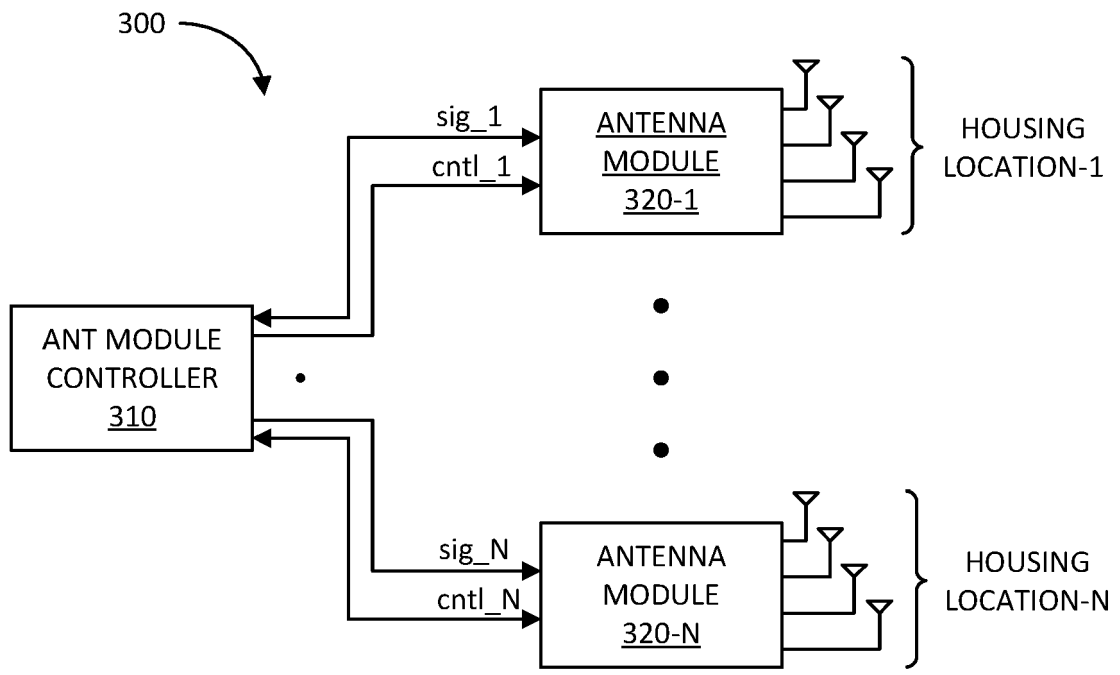 300
sig_1
cntl_1
ANTENNA
MODULE
320-1
HOUSING
LOCATION-1
ANT MODULE
CONTROLLER
310
sig_N
cntl_N
ANTENNA
MODULE
320-N
HOUSING
LOCATION-N